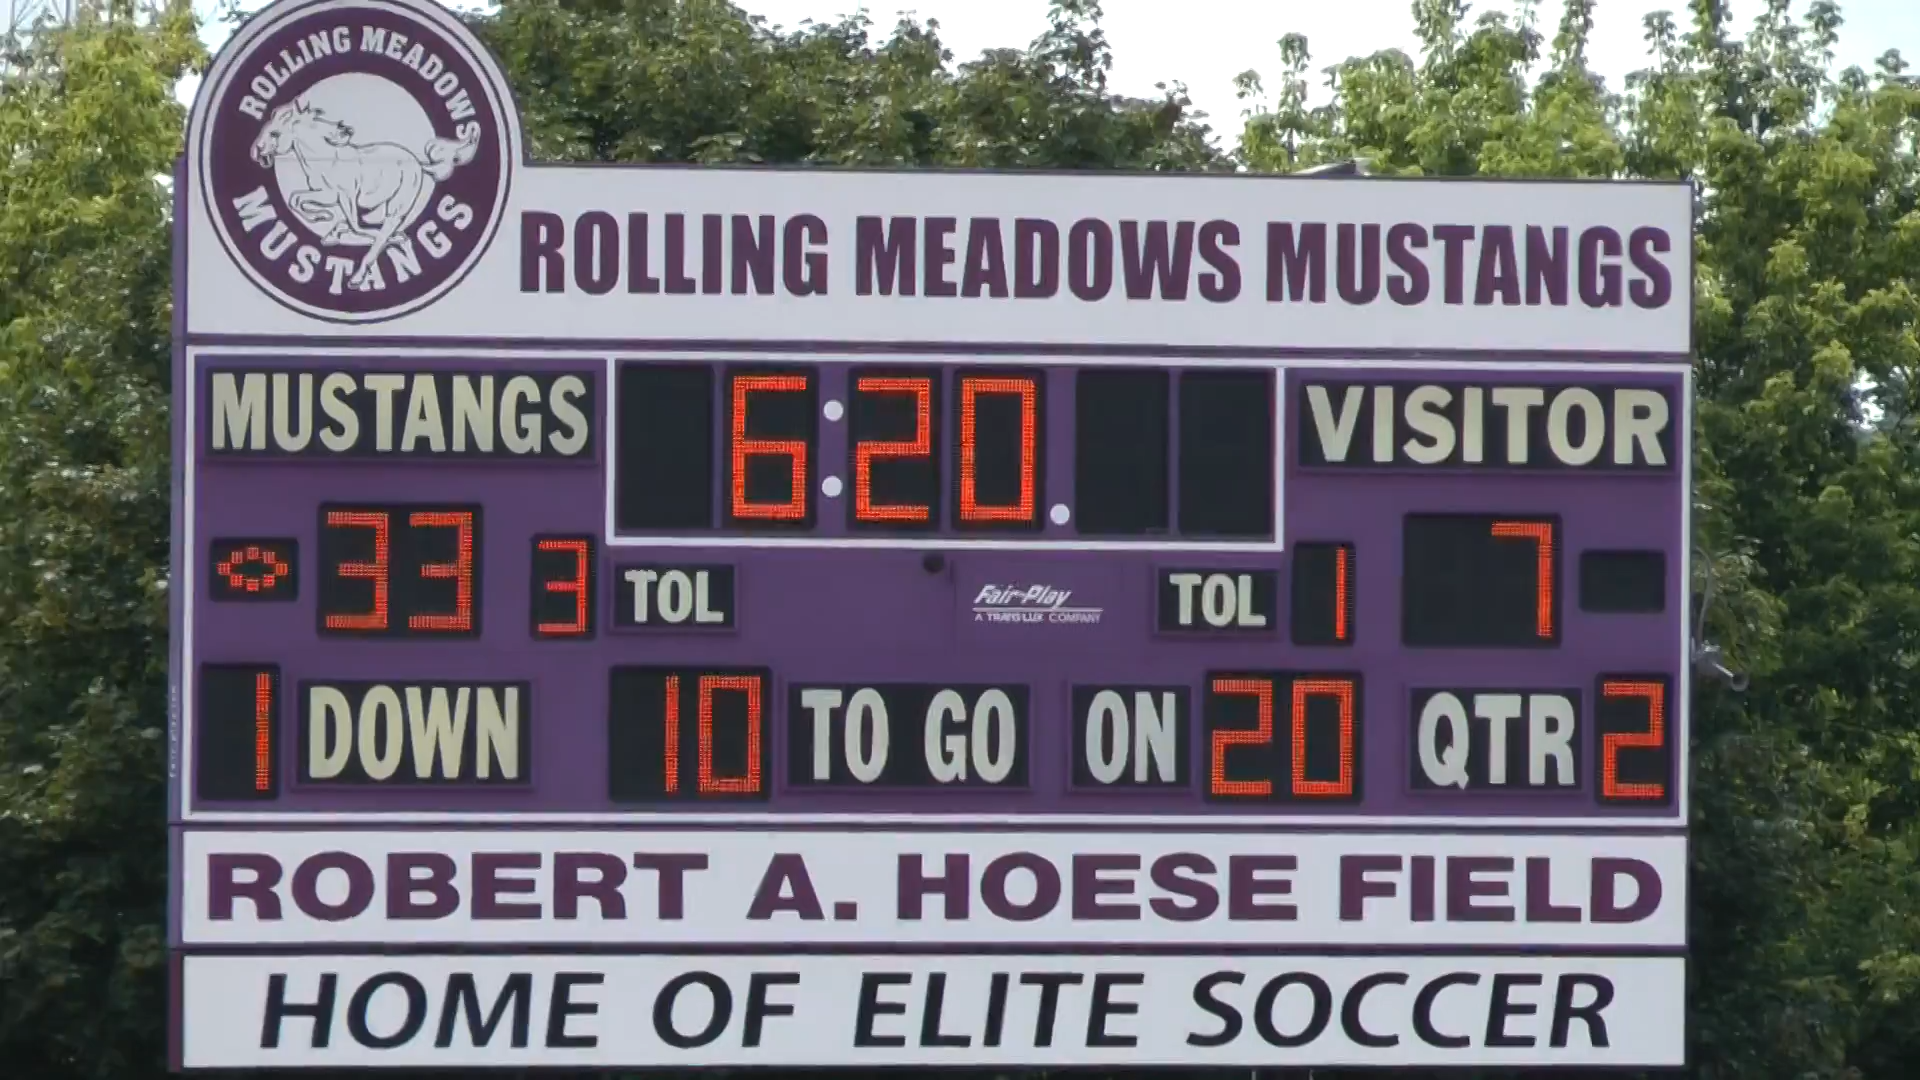 ROLLING MEADOWS
MUSTANGS
ROLLING MEADOWS MUSTANGS
MUSTANGS 6:20. VISITOR
33 3 TOL Fair-Play TOL 1 7
A TRANS-LUX COMPANY
1 DOWN 10 TO GO ON 20 QTR 2
ROBERT A. HOESE FIELD
HOME OF ELITE SOCCER